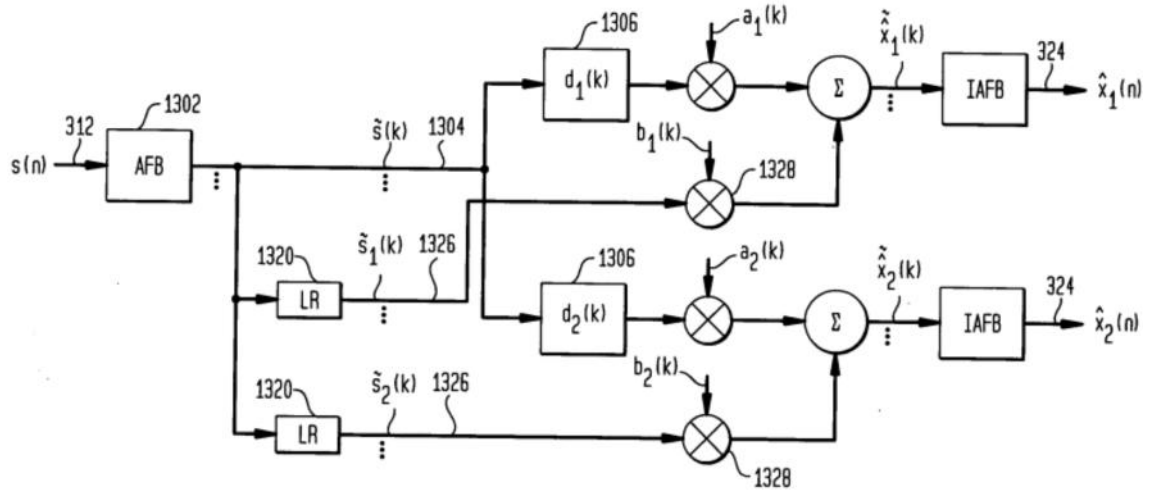 1306
a₁(k)
x̃̂₁(k)
1302
d₁(k)
Σ
IAFB
324
x̂₁(n)
312
s̃(k)
1304
b₁(k)
s(n)
AFB
1328
1320
s̃₁(k)
1326
1306
a₂(k)
x̃̂₂(k)
LR
324
d₂(k)
Σ
IAFB
x̂₂(n)
1320
s̃₂(k)
1326
b₂(k)
LR
1328